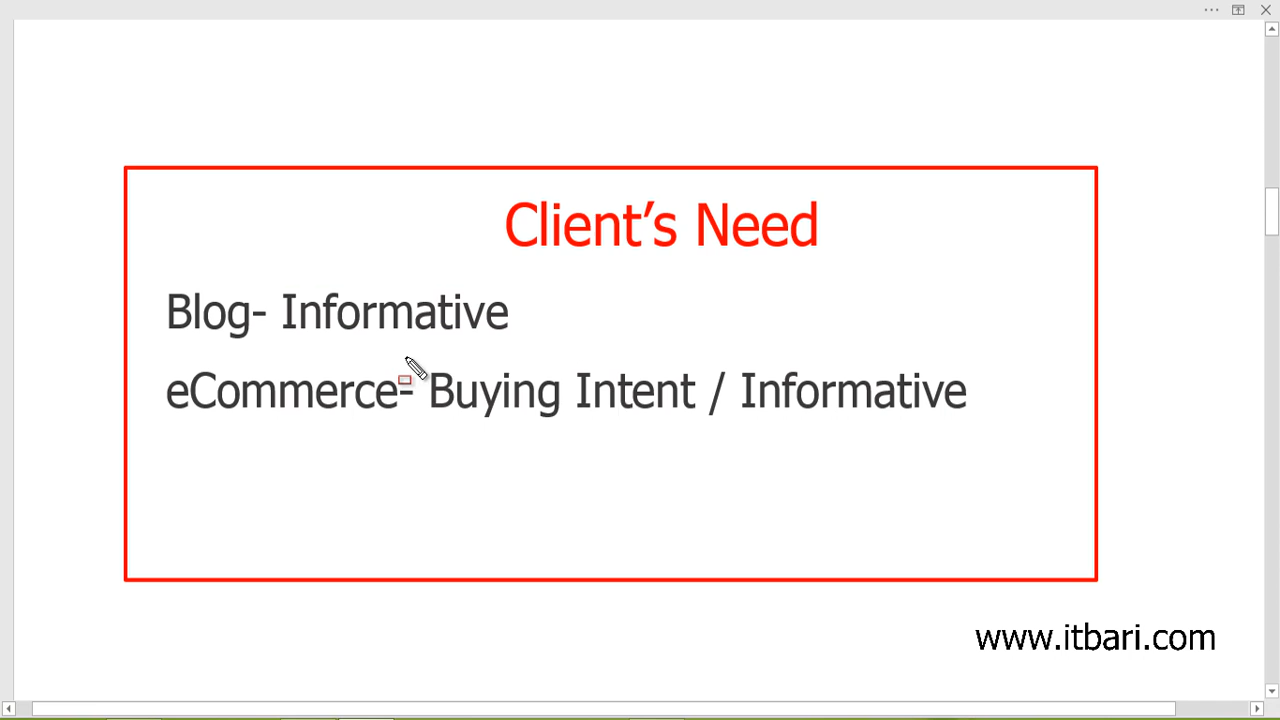 Client’s Need
Blog- Informative
eCommerce- Buying Intent / Informative
www.itbari.com